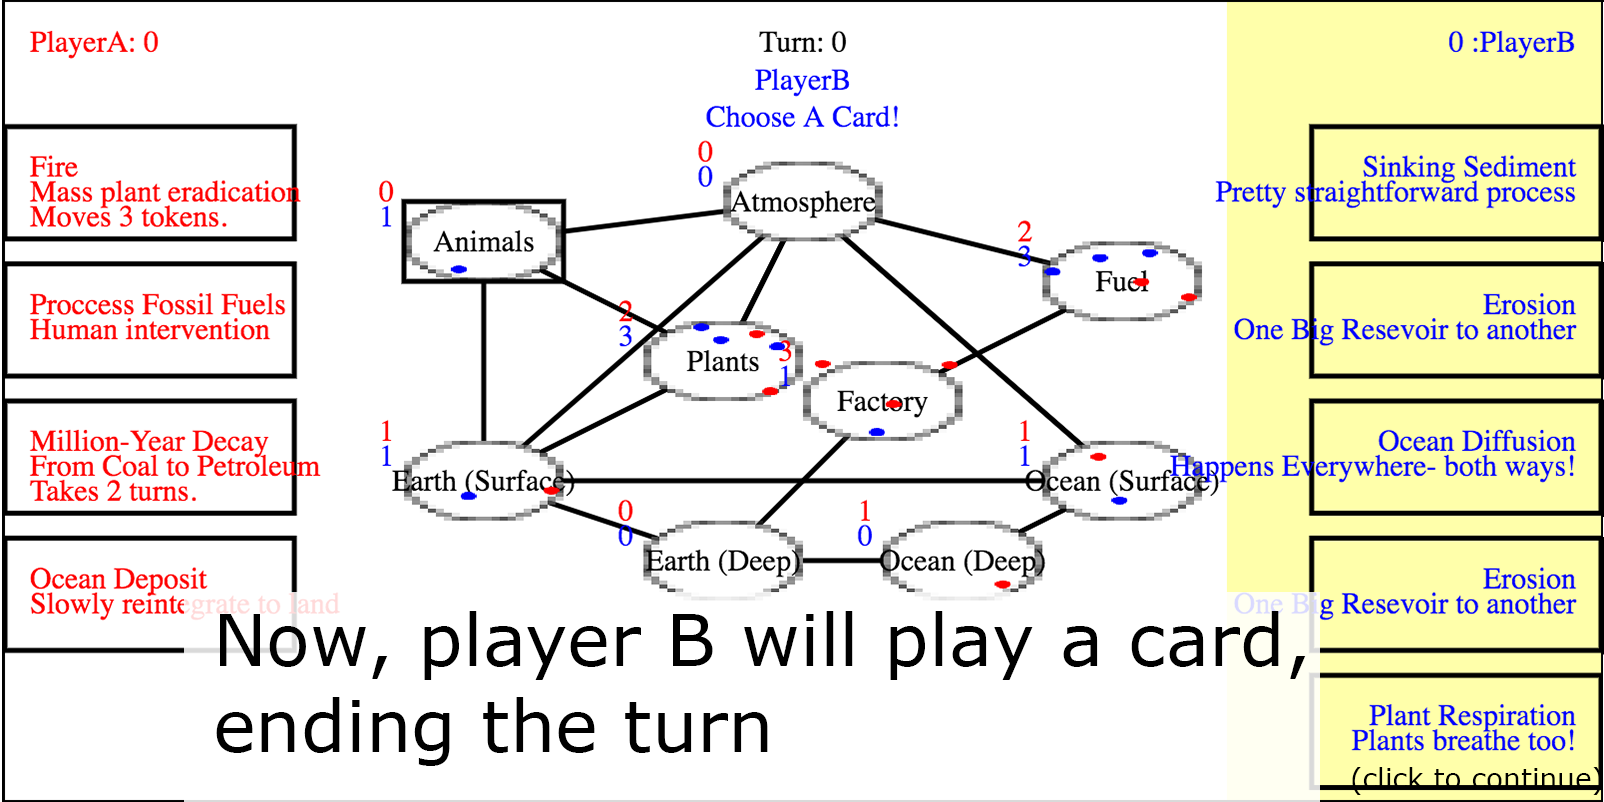 PlayerA: 0
Turn: 0
0 :PlayerB
PlayerB
Choose A Card!
Fire
Mass plant eradication
Moves 3 tokens.
Proccess Fossil Fuels
Human intervention
Million-Year Decay
From Coal to Petroleum
Takes 2 turns.
Ocean Deposit
Slowly reintegrate to land
0
1
Animals
0
0
Atmosphere
2
3
Fuel
2
3
Plants
3
1
Factory
1
1
Earth (Surface)
1
1
Ocean (Surface)
0
0
Earth (Deep)
1
0
Ocean (Deep)
Sinking Sediment
Pretty straightforward process
Erosion
One Big Resevoir to another
Ocean Diffusion
Happens Everywhere- both ways!
Erosion
One Big Resevoir to another
Plant Respiration
Plants breathe too!
Now, player B will play a card,
ending the turn
(click to continue)